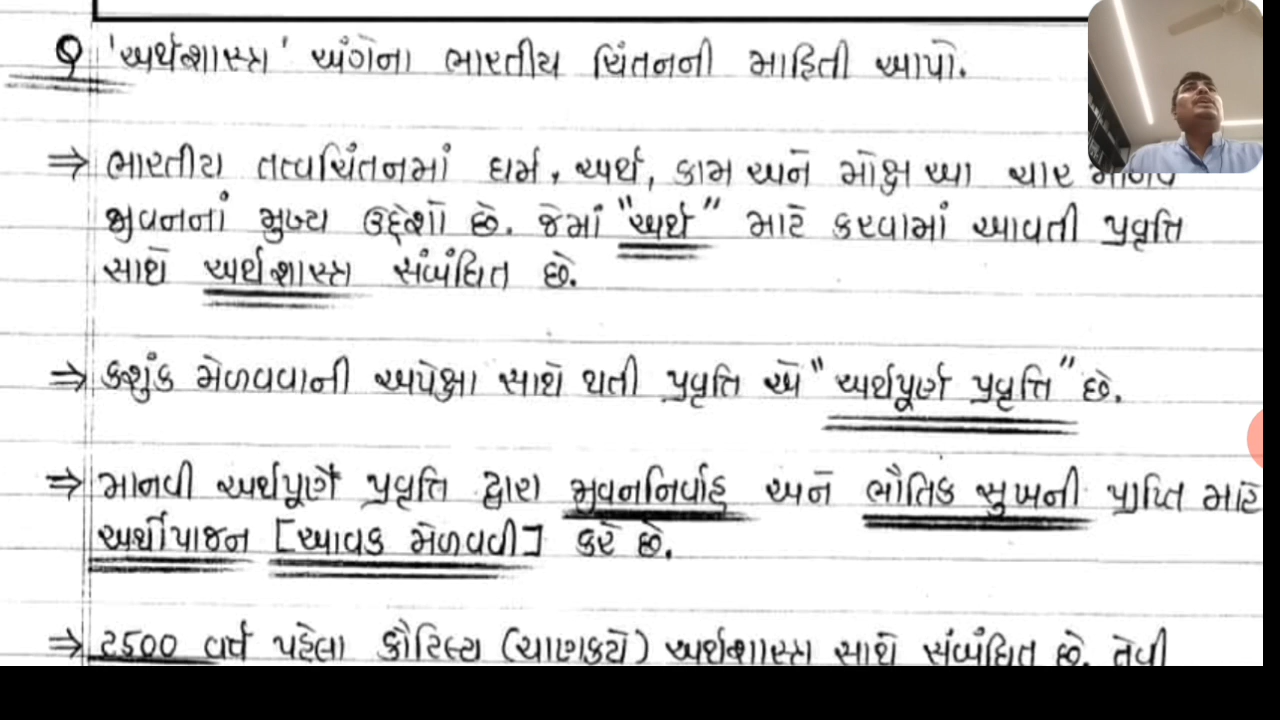 Q 'અર્થશાસ્ત્ર' અંગેના ભારતીય ચિંતનની માહિતી આપો.
⇒ ભારતીય તત્વચિંતનમાં ધર્મ, અર્થ, કામ અને મોક્ષ આ ચાર માનવ
જીવનનાં મુખ્ય ઉદ્દેશો છે. જેમાં "અર્થ" માટે કરવામાં આવતી પ્રવૃત્તિ
સાથે અર્થશાસ્ત્ર સંબંધિત છે.
⇒ કશુંક મેળવવાની અપેક્ષા સાથે થતી પ્રવૃત્તિ એ "અર્થપૂર્ણ પ્રવૃત્તિ" છે.
⇒ માનવી અર્થપૂર્ણ પ્રવૃત્તિ દ્વારા જીવનનિર્વાહ અને ભૌતિક સુખની પ્રાપ્તિ માટે
અર્થોપાજન [આવક મેળવવી] કરે છે.
⇒ 2500 વર્ષ પહેલા કૌટિલ્ય (ચાણક્ય) અર્થશાસ્ત્ર સાથે સંબંધિત છે. તેવી